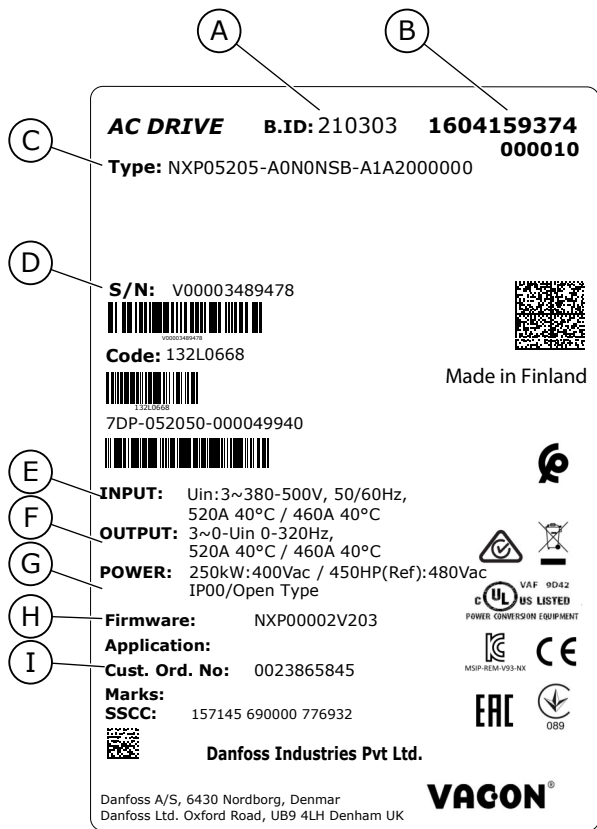 A
B
AC DRIVE B.ID: 210303 1604159374
000010
C
Type: NXP05205-A0N0NSB-A1A2000000
D
S/N: V00003489478
V00003489478
Code: 132L0668
Made in Finland
132L0668
7DP-052050-000049940
E
INPUT: Uin:3~380-500V, 50/60Hz,
520A 40°C / 460A 40°C
F
OUTPUT: 3~0-Uin 0-320Hz,
520A 40°C / 460A 40°C
G
POWER: 250kW:400Vac / 450HP(Ref):480Vac
IP00/Open Type
VAF 9D42
C UL US LISTED
POWER CONVERSION EQUIPMENT
H
Firmware: NXP00002V203
Application:
I
Cust. Ord. No: 0023865845
MSIP-REM-V93-NX
CE
Marks:
SSCC: 157145 690000 776932
EAC
089
Danfoss Industries Pvt Ltd.
Danfoss A/S, 6430 Nordborg, Denmar
Danfoss Ltd. Oxford Road, UB9 4LH Denham UK
VACON®